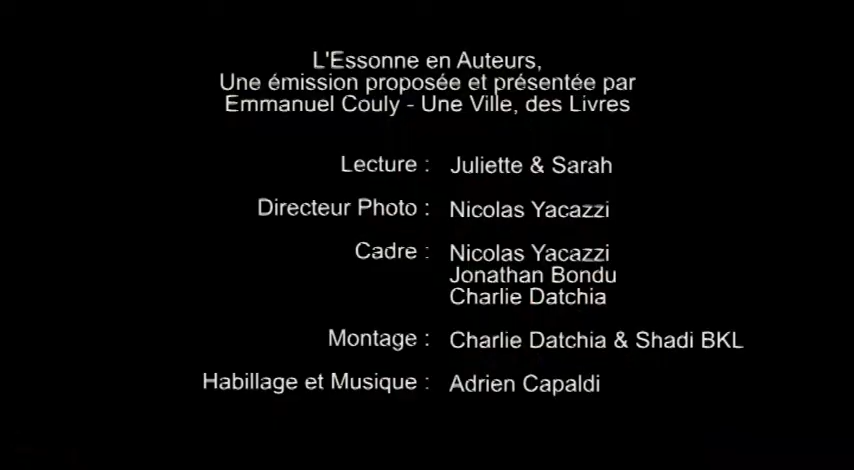 L'Essonne en Auteurs,
Une émission proposée et présentée par
Emmanuel Couly - Une Ville, des Livres
Lecture : Juliette & Sarah
Directeur Photo : Nicolas Yacazzi
Cadre : Nicolas Yacazzi
Jonathan Bondu
Charlie Datchia
Montage : Charlie Datchia & Shadi BKL
Habillage et Musique : Adrien Capaldi